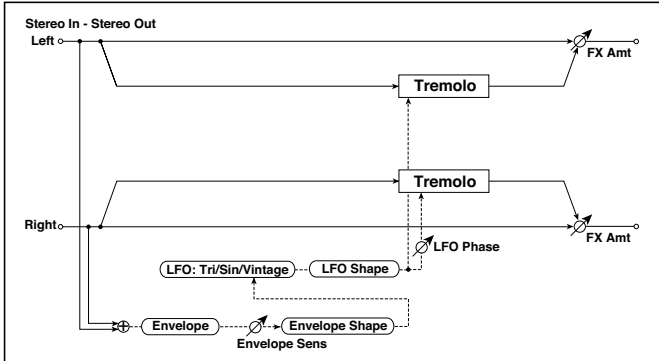 Stereo In - Stereo Out
Left
FX Amt
Tremolo
Tremolo
Right
FX Amt
LFO Phase
LFO: Tri/Sin/Vintage
LFO Shape
Envelope
Envelope Sens
Envelope Shape